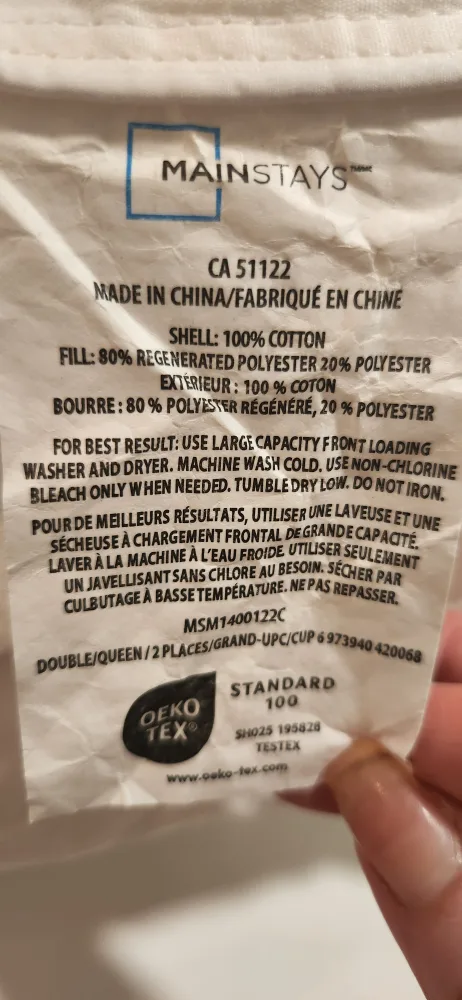 MAINSTAYS™
CA 51122
MADE IN CHINA/FABRIQUÉ EN CHINE
SHELL: 100% COTTON
FILL: 80% REGENERATED POLYESTER 20% POLYESTER
EXTÉRIEUR : 100 % COTON
BOURRE : 80 % POLYESTER RÉGÉNÉRÉ, 20 % POLYESTER
FOR BEST RESULT: USE LARGE CAPACITY FRONT LOADING
WASHER AND DRYER. MACHINE WASH COLD. USE NON-CHLORINE
BLEACH ONLY WHEN NEEDED. TUMBLE DRY LOW. DO NOT IRON.
POUR DE MEILLEURS RÉSULTATS, UTILISER UNE LAVEUSE ET UNE
SÉCHEUSE À CHARGEMENT FRONTAL DE GRANDE CAPACITÉ.
LAVER À LA MACHINE À L'EAU FROIDE. UTILISER SEULEMENT
UN JAVELLISANT SANS CHLORE AU BESOIN. SÉCHER PAR
CULBUTAGE À BASSE TEMPÉRATURE. NE PAS REPASSER.
MSM1400122C
DOUBLE/QUEEN / 2 PLACES/GRAND-UPC/CUP 6 973940 420068
OEKO
TEX®
STANDARD
100
SH025 195828
TESTEX
www.oeko-tex.com